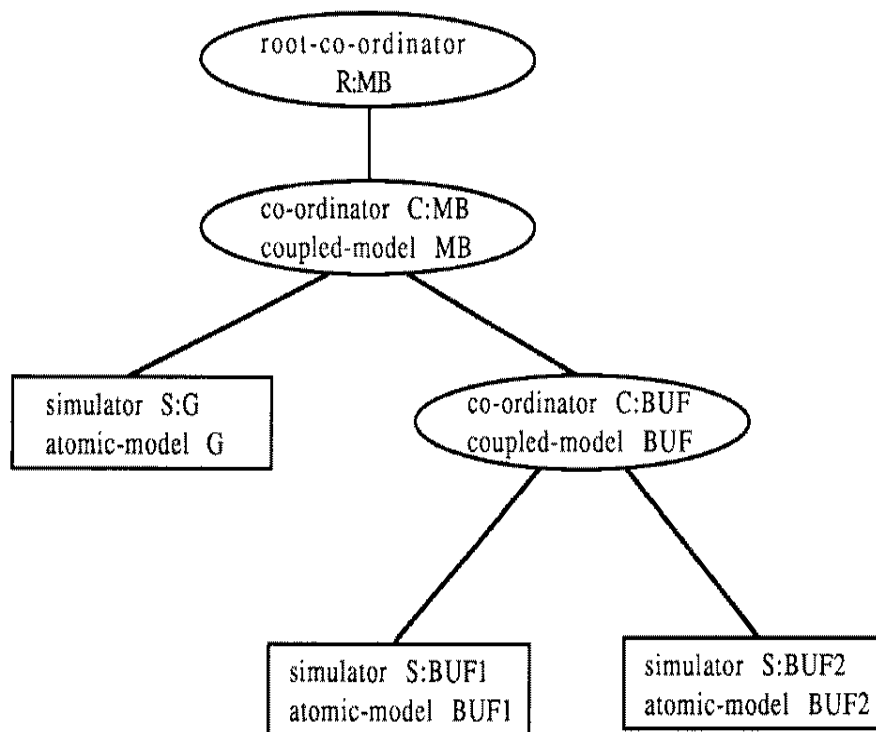 root-co-ordinator
R:MB
co-ordinator C:MB
coupled-model MB
simulator S:G
atomic-model G
co-ordinator C:BUF
coupled-model BUF
simulator S:BUF1
atomic-model BUF1
simulator S:BUF2
atomic-model BUF2